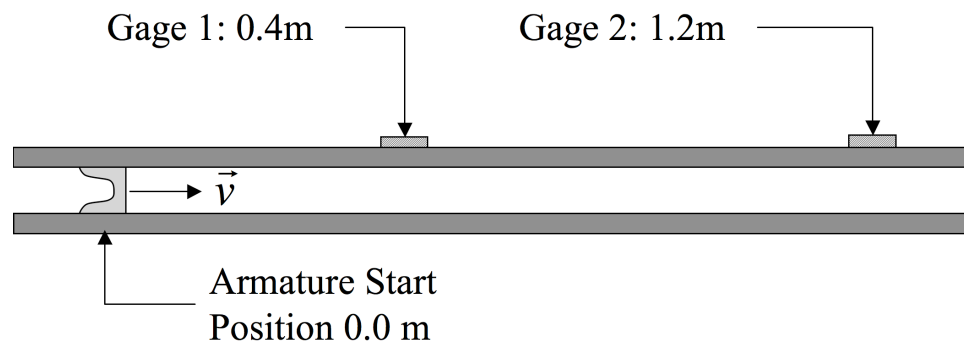 Gage 1: 0.4m
Gage 2: 1.2m
v
Armature Start
Position 0.0 m